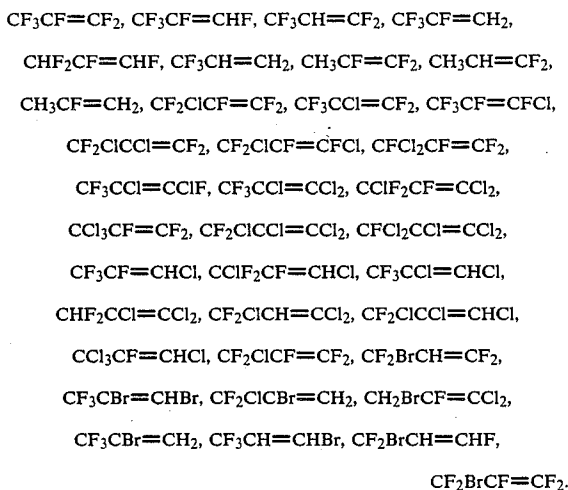 CF3CF=CF2, CF3CF=CHF, CF3CH=CF2, CF3CF=CH2,
CHF2CF=CHF, CF3CH=CH2, CH3CF=CF2, CH3CH=CF2,
CH3CF=CH2, CF2ClCF=CF2, CF3CCl=CF2, CF3CF=CFCl,
CF2ClCCl=CF2, CF2ClCF=CFCl, CFCl2CF=CF2,
CF3CCl=CClF, CF3CCl=CCl2, CClF2CF=CCl2,
CCl3CF=CF2, CF2ClCCl=CCl2, CFCl2CCl=CCl2,
CF3CF=CHCl, CClF2CF=CHCl, CF3CCl=CHCl,
CHF2CCl=CCl2, CF2ClCH=CCl2, CF2ClCCl=CHCl,
CCl3CF=CHCl, CF2ClCF=CF2, CF2BrCH=CF2,
CF3CBr=CHBr, CF2ClCBr=CH2, CH2BrCF=CCl2,
CF3CBr=CH2, CF3CH=CHBr, CF2BrCH=CHF,
CF2BrCF=CF2.